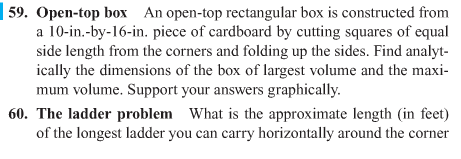 59. Open-top box An open-top rectangular box is constructed from
a 10-in.-by-16-in. piece of cardboard by cutting squares of equal
side length from the corners and folding up the sides. Find analyt-
ically the dimensions of the box of largest volume and the maxi-
mum volume. Support your answers graphically.
60. The ladder problem What is the approximate length (in feet)
of the longest ladder you can carry horizontally around the corner